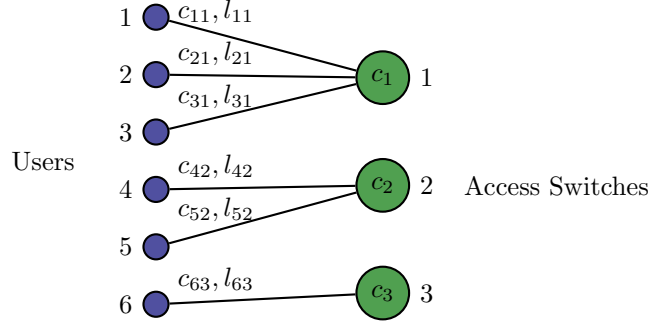 1 c₁₁, l₁₁
2 c₂₁, l₂₁ c₁ 1
3 c₃₁, l₃₁
Users
4 c₄₂, l₄₂ c₂ 2 Access Switches
5 c₅₂, l₅₂
6 c₆₃, l₆₃ c₃ 3